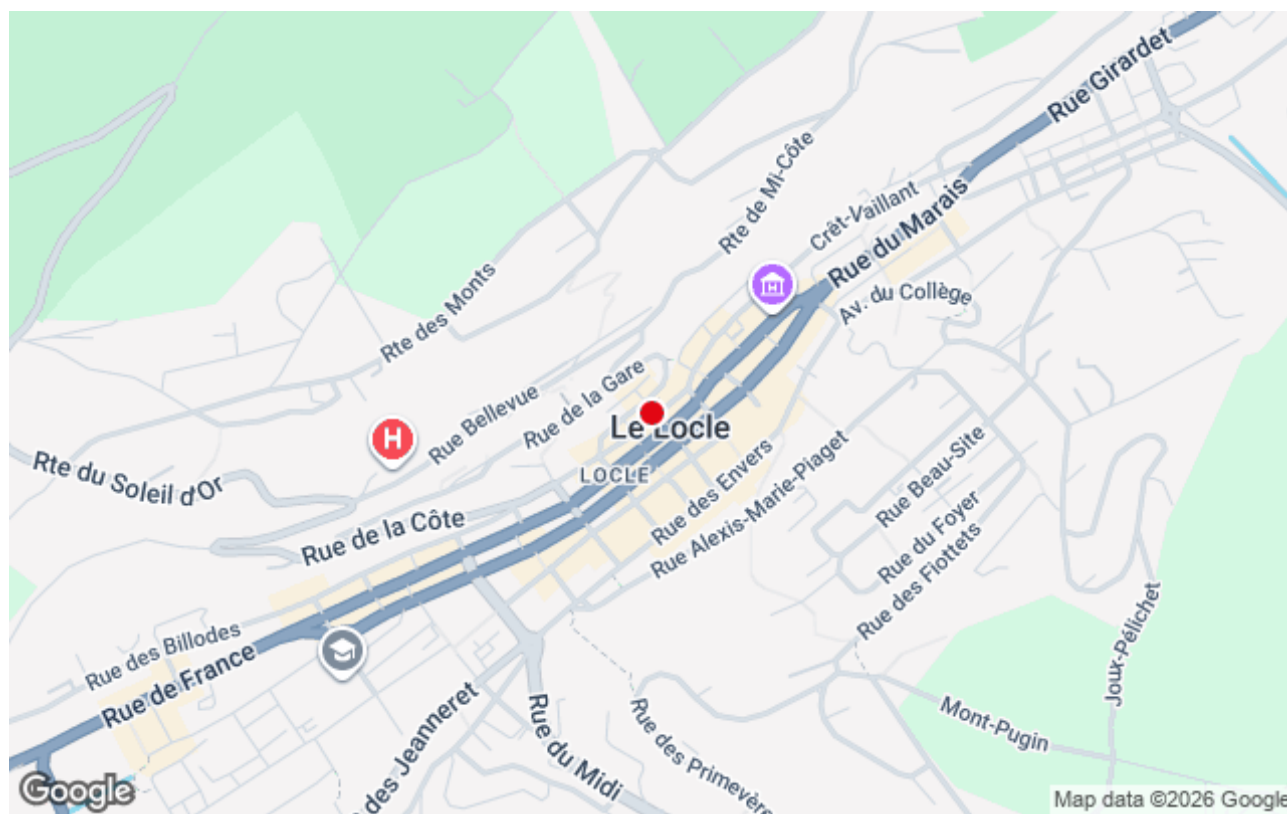 Rue Girardet
Rte de Mi-Côte
Crêt-Vaillant
Rue du Marais
Av. du Collège
Rte des Monts
Rue de la Gare
Rue Bellevue
H
Le Locle
LOCLE
Rte du Soleil d'Or
Rue de la Côte
Rue des Envers
Rue Alexis-Marie-Piaget
Rue Beau-Site
Rue du Foyer
Rue des Fiottets
Rue des Billodes
Rue de France
des Jeanneret
Rue du Midi
Rue des Primevère
Mont-Pugin
Joux-Pélichet
Google
Map data ©2026 Google